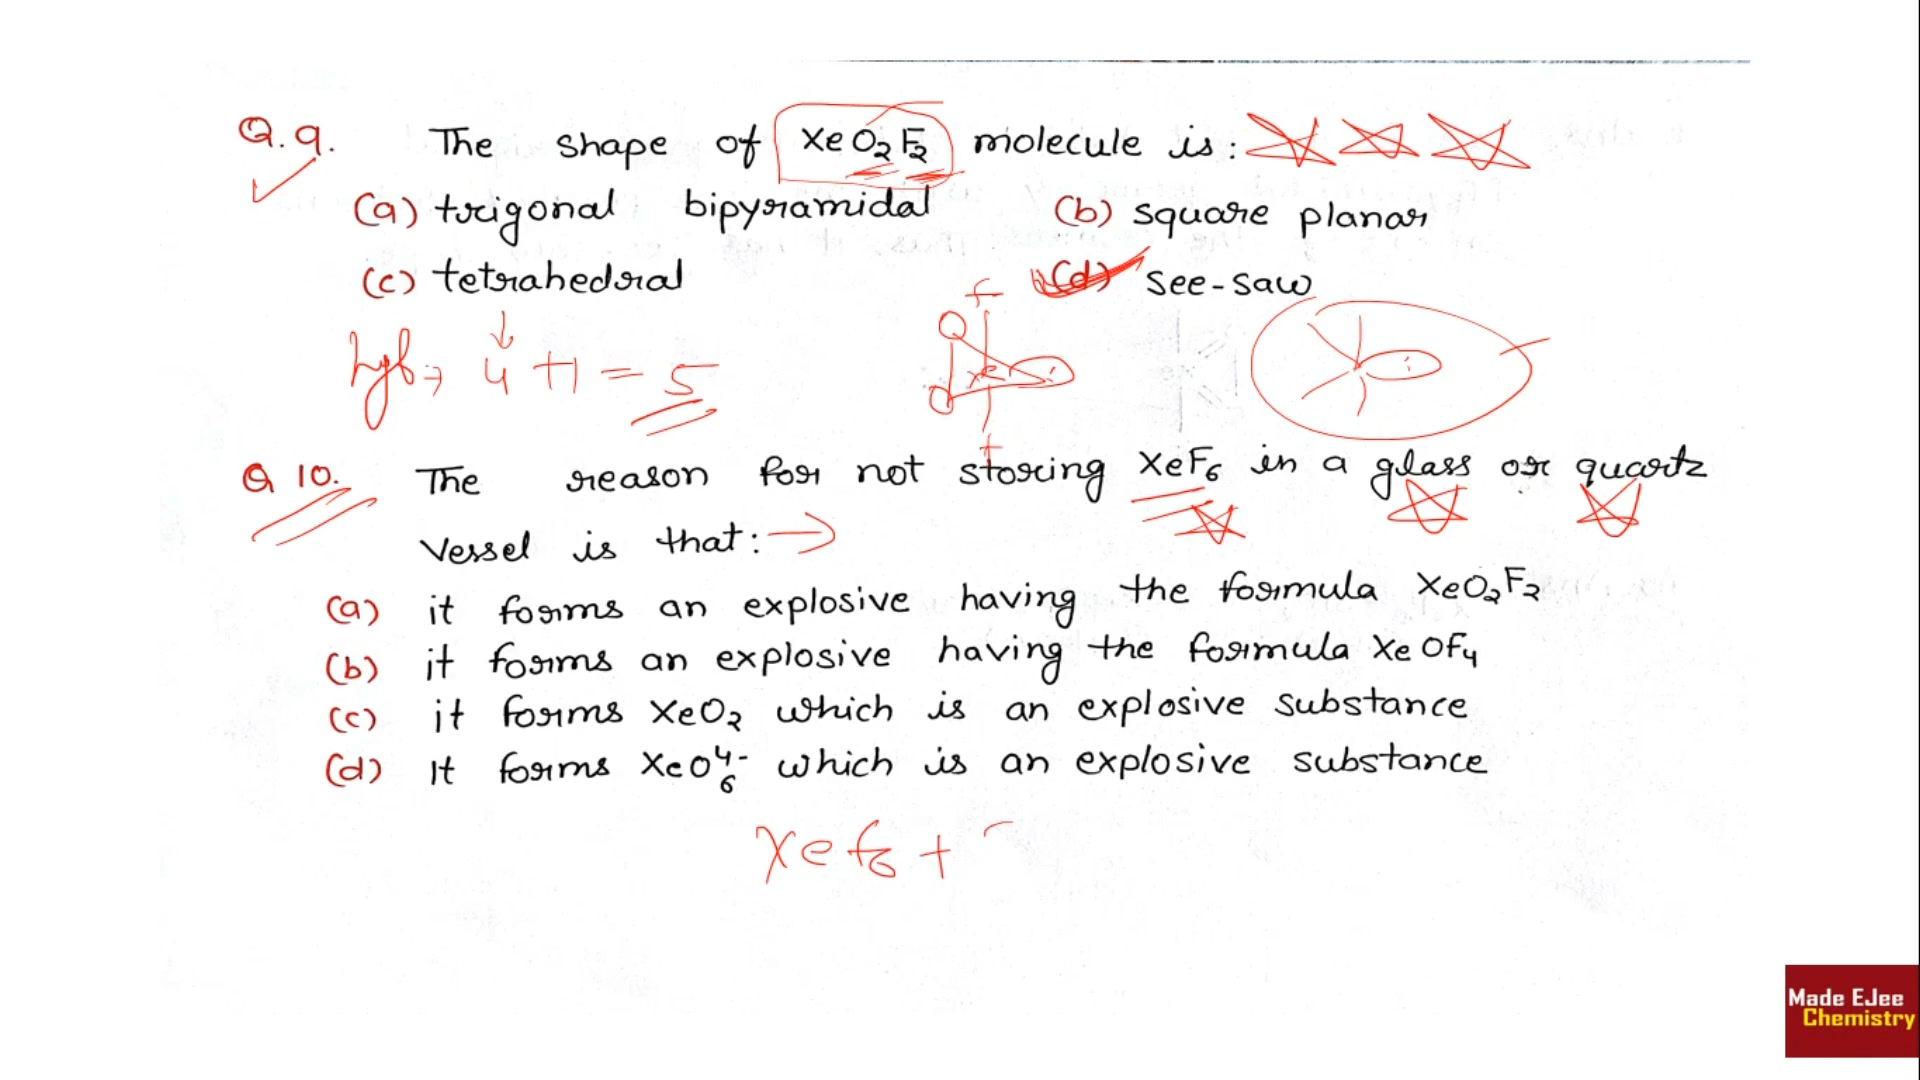 Q.9. The shape of XeO₂F₂ molecule is:
(a) trigonal bipyramidal (b) square planar
(c) tetrahedral (d) see-saw
hyb → 4 + 1 = 5
F
O
Xe
O
F
Q 10. The reason for not storing XeF₆ in a glass or quartz
vessel is that: →
(a) it forms an explosive having the formula XeO₂F₂
(b) it forms an explosive having the formula XeOF₄
(c) it forms XeO₂ which is an explosive substance
(d) It forms XeO₆⁴⁻ which is an explosive substance
XeF₆ +
Made EJee
Chemistry